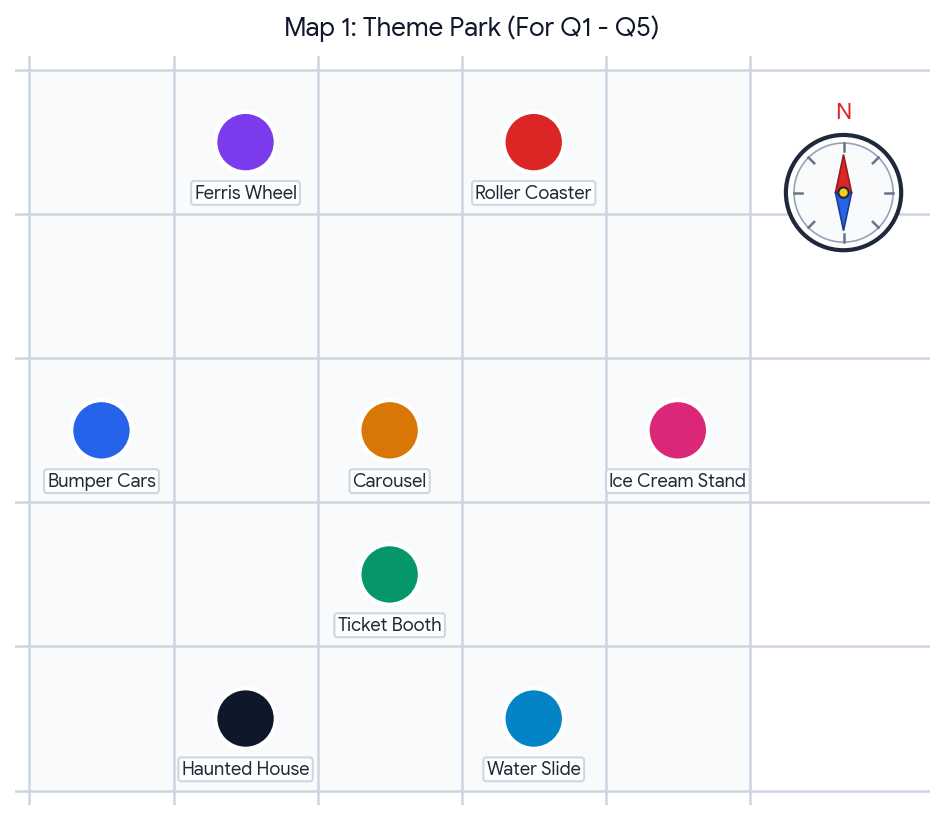 Map 1: Theme Park (For Q1 - Q5)
N
Ferris Wheel
Roller Coaster
Bumper Cars
Carousel
Ice Cream Stand
Ticket Booth
Haunted House
Water Slide